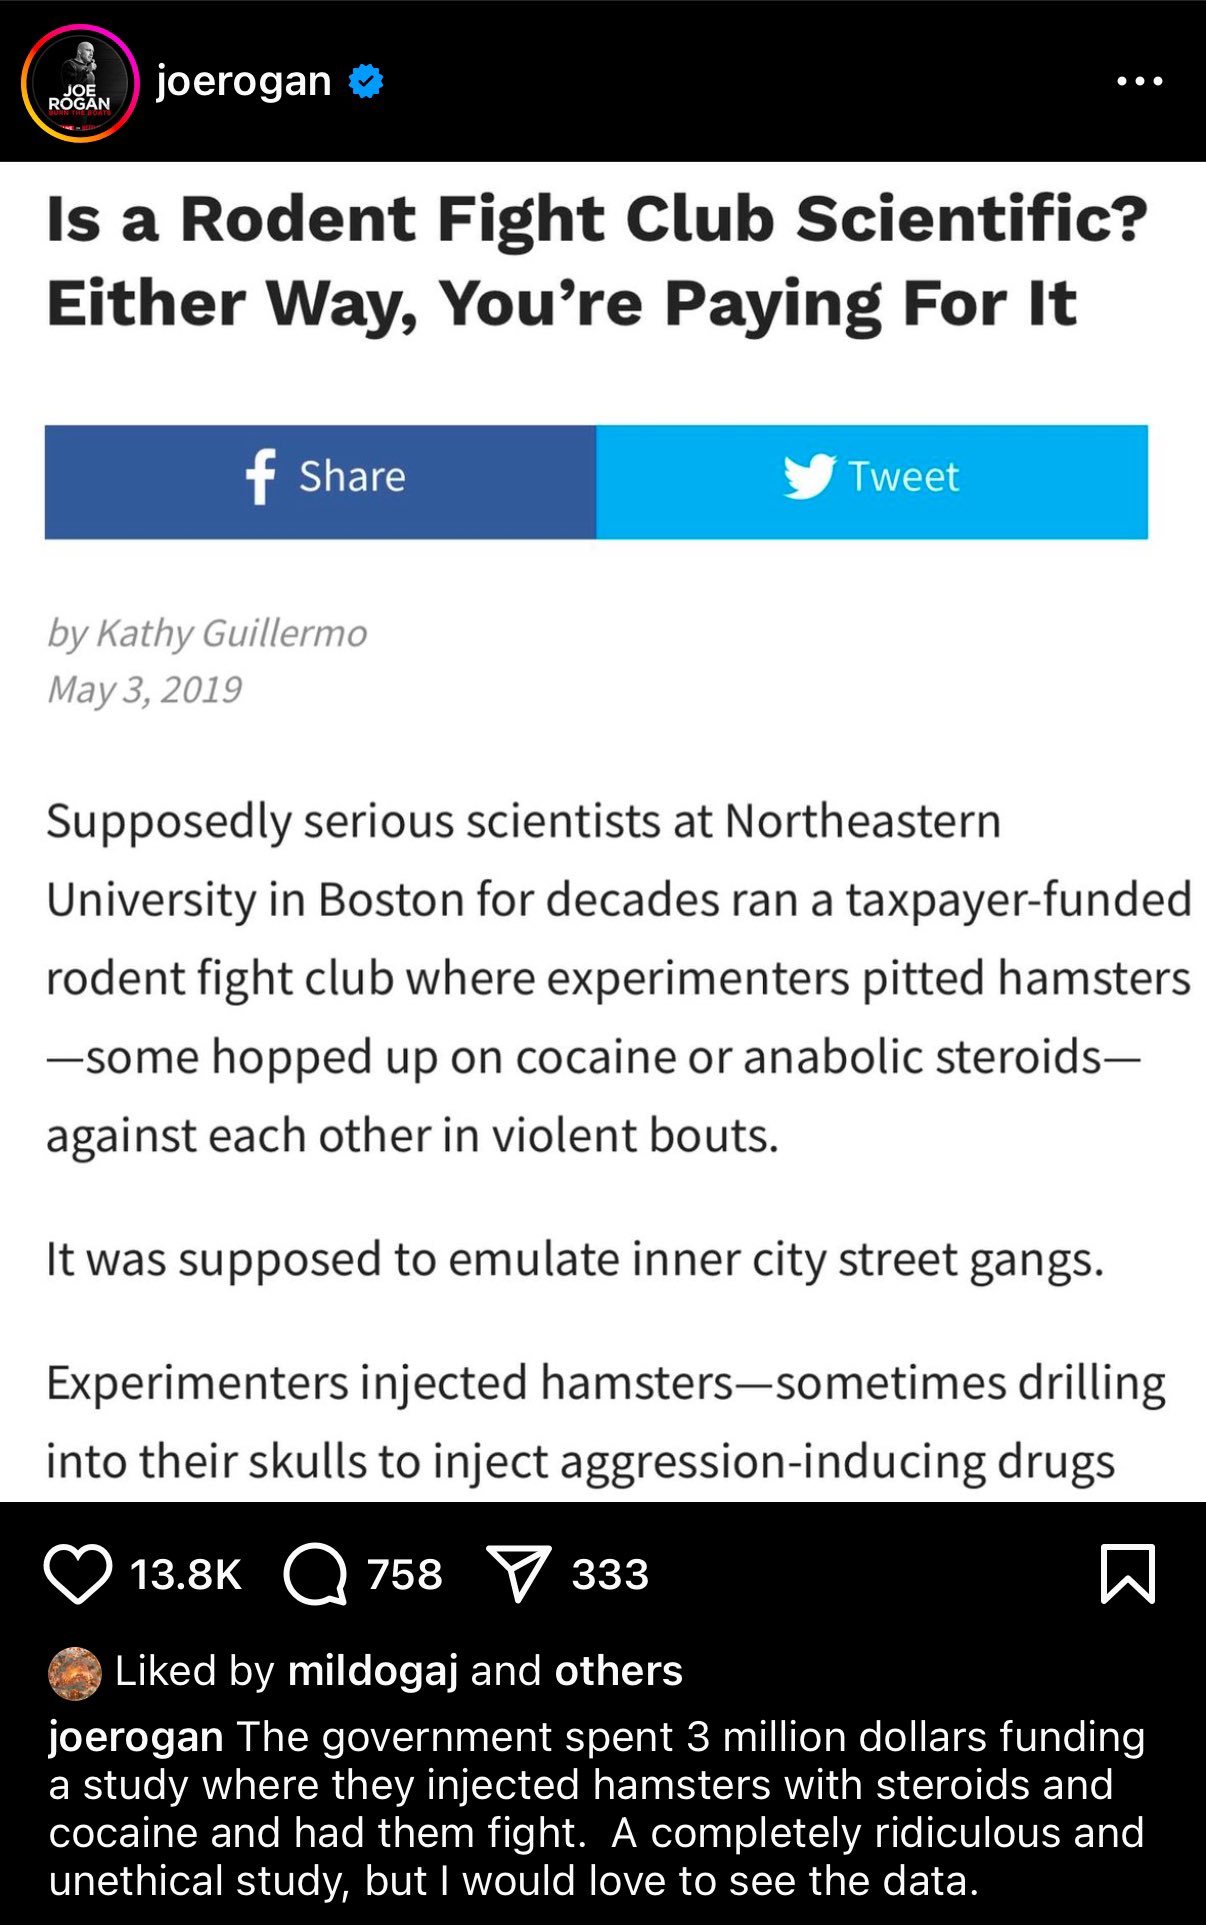 JOE
ROGAN
BURN THE BOATS
joerogan
Is a Rodent Fight Club Scientific?
Either Way, You’re Paying For It
Share
Tweet
by Kathy Guillermo
May 3, 2019
Supposedly serious scientists at Northeastern
University in Boston for decades ran a taxpayer-funded
rodent fight club where experimenters pitted hamsters
—some hopped up on cocaine or anabolic steroids—
against each other in violent bouts.
It was supposed to emulate inner city street gangs.
Experimenters injected hamsters—sometimes drilling
into their skulls to inject aggression-inducing drugs
13.8K 758 333
Liked by mildogaj and others
joerogan The government spent 3 million dollars funding
a study where they injected hamsters with steroids and
cocaine and had them fight.  A completely ridiculous and
unethical study, but I would love to see the data.